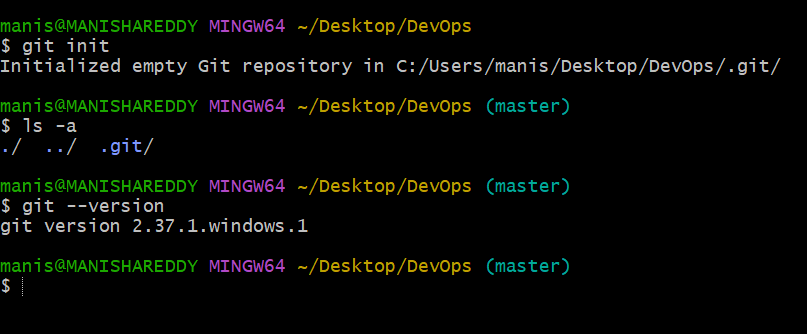 manis@MANISHAREDDY MINGW64 ~/Desktop/DevOps
$ git init
Initialized empty Git repository in C:/Users/manis/Desktop/DevOps/.git/
manis@MANISHAREDDY MINGW64 ~/Desktop/DevOps (master)
$ ls -a
./  ../  .git/
manis@MANISHAREDDY MINGW64 ~/Desktop/DevOps (master)
$ git --version
git version 2.37.1.windows.1
manis@MANISHAREDDY MINGW64 ~/Desktop/DevOps (master)
$